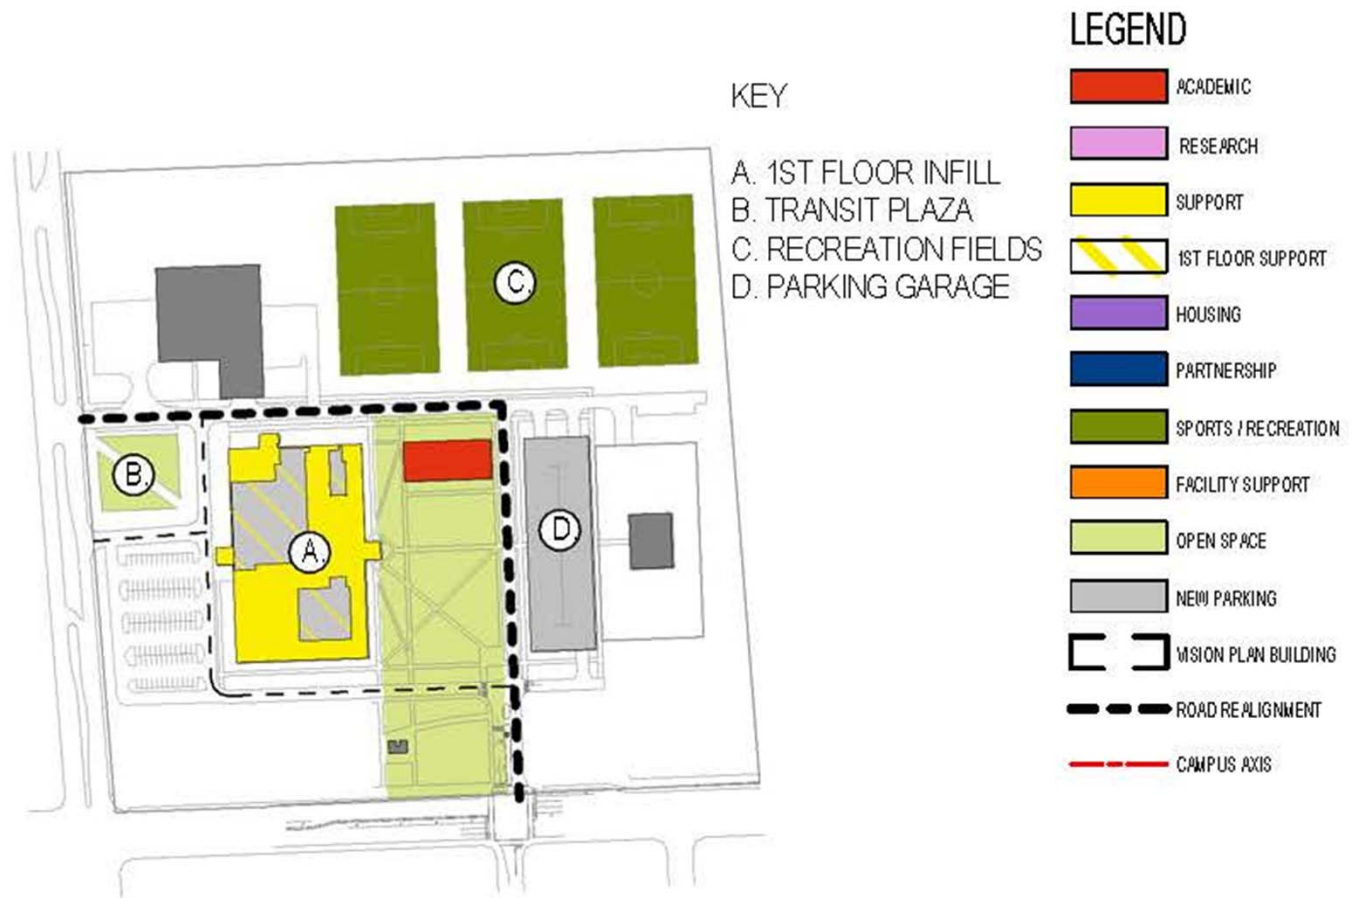 LEGEND
KEY
A. 1ST FLOOR INFILL
B. TRANSIT PLAZA
C. RECREATION FIELDS
D. PARKING GARAGE
ACADEMIC
RESEARCH
SUPPORT
1ST FLOOR SUPPORT
HOUSING
PARTNERSHIP
SPORTS / RECREATION
FACILITY SUPPORT
OPEN SPACE
NEW PARKING
VISION PLAN BUILDING
ROAD REALIGNMENT
CAMPUS AXIS
C.
B.
D.
A.